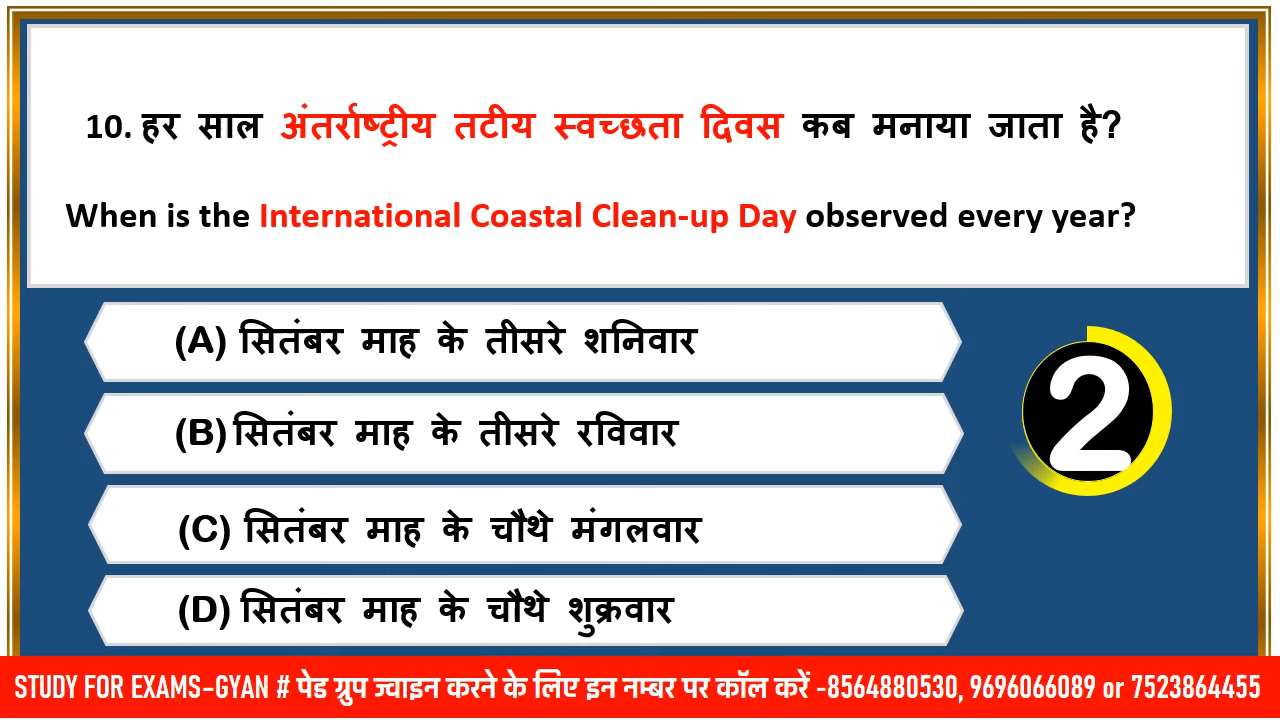 10. हर साल अंतर्राष्ट्रीय तटीय स्वच्छता दिवस कब मनाया जाता है?
When is the International Coastal Clean-up Day observed every year?
(A) सितंबर माह के तीसरे शनिवार
(B) सितंबर माह के तीसरे रविवार
(C) सितंबर माह के चौथे मंगलवार
(D) सितंबर माह के चौथे शुक्रवार
2
STUDY FOR EXAMS-GYAN # पेड ग्रुप ज्वाइन करने के लिए इन नम्बर पर कॉल करें -8564880530, 9696066089 or 7523864455